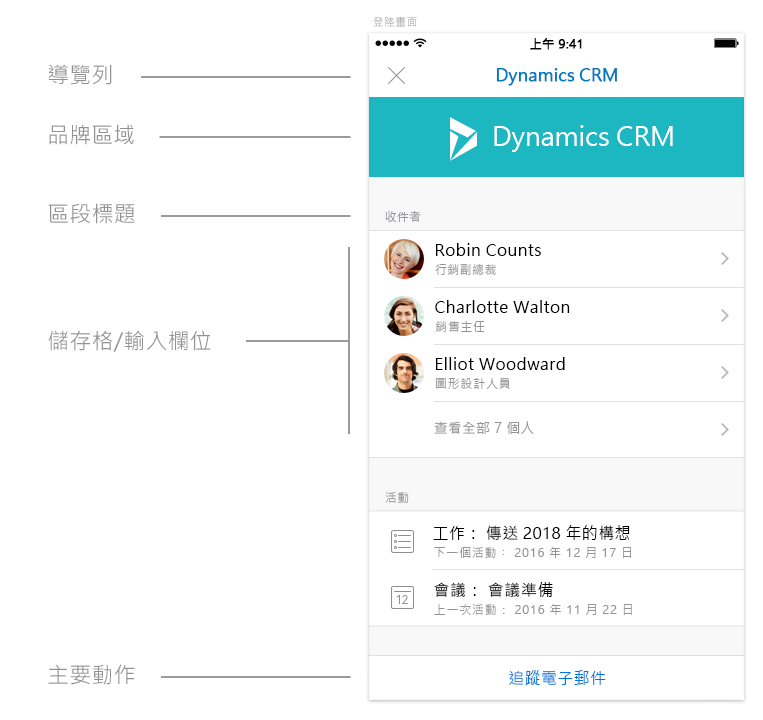 登陸畫面
上午 9:41
導覽列
Dynamics CRM
品牌區域
Dynamics CRM
區段標題
收件者
Robin Counts
行銷副總裁
Charlotte Walton
銷售主任
儲存格/輸入欄位
Elliot Woodward
圖形設計人員
查看全部 7 個人
活動
工作： 傳送 2018 年的構想
下一個活動： 2016 年 12 月 17 日
12
會議： 會議準備
上一次活動： 2016 年 11 月 22 日
主要動作
追蹤電子郵件